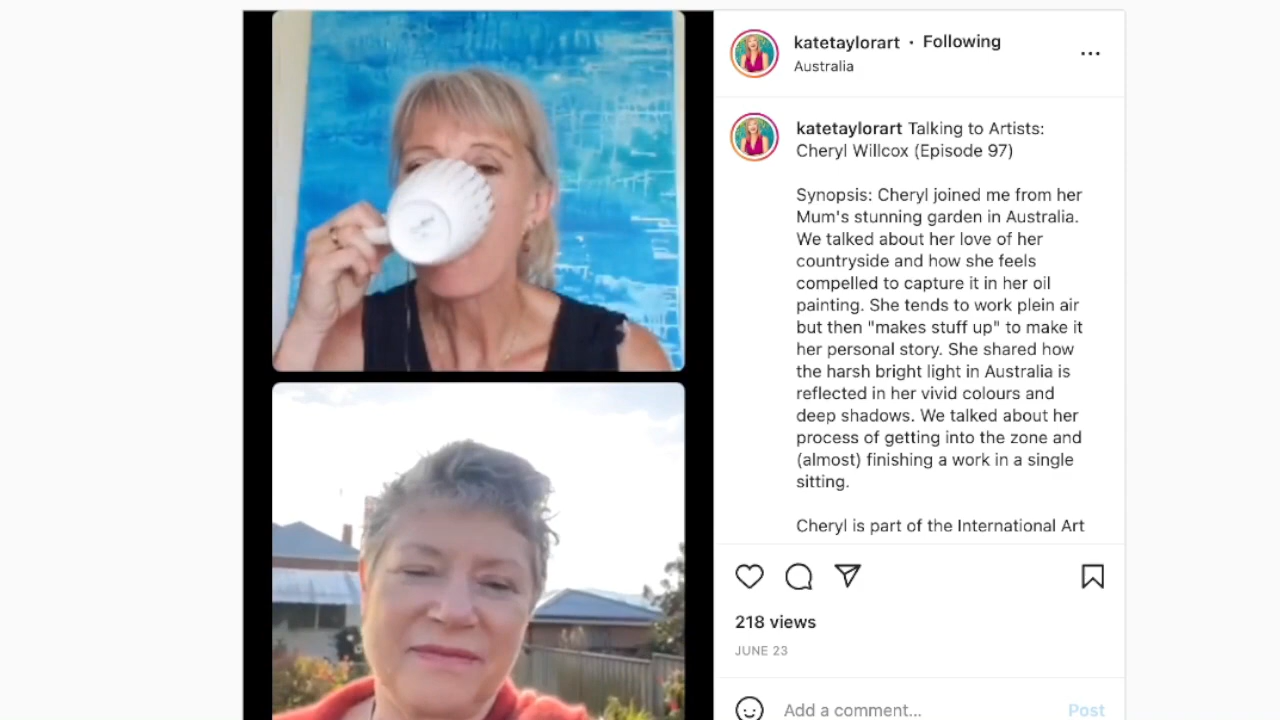 katetaylorart • Following
Australia
katetaylorart Talking to Artists:
Cheryl Willcox (Episode 97)
Synopsis: Cheryl joined me from her
Mum's stunning garden in Australia.
We talked about her love of her
countryside and how she feels
compelled to capture it in her oil
painting. She tends to work plein air
but then "makes stuff up" to make it
her personal story. She shared how
the harsh bright light in Australia is
reflected in her vivid colours and
deep shadows. We talked about her
process of getting into the zone and
(almost) finishing a work in a single
sitting.
Cheryl is part of the International Art
218 views
JUNE 23
Add a comment...
Post